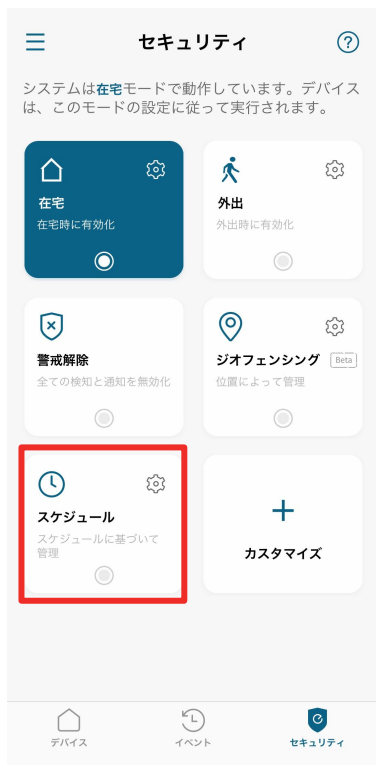 セキュリティ
システムは在宅モードで動作しています。デバイス
は、このモードの設定に従って実行されます。
在宅
在宅時に有効化
外出
外出時に有効化
警戒解除
全ての検知と通知を無効化
ジオフェンシング Beta
位置によって管理
スケジュール
スケジュールに基づいて
管理
カスタマイズ
デバイス
イベント
セキュリティ